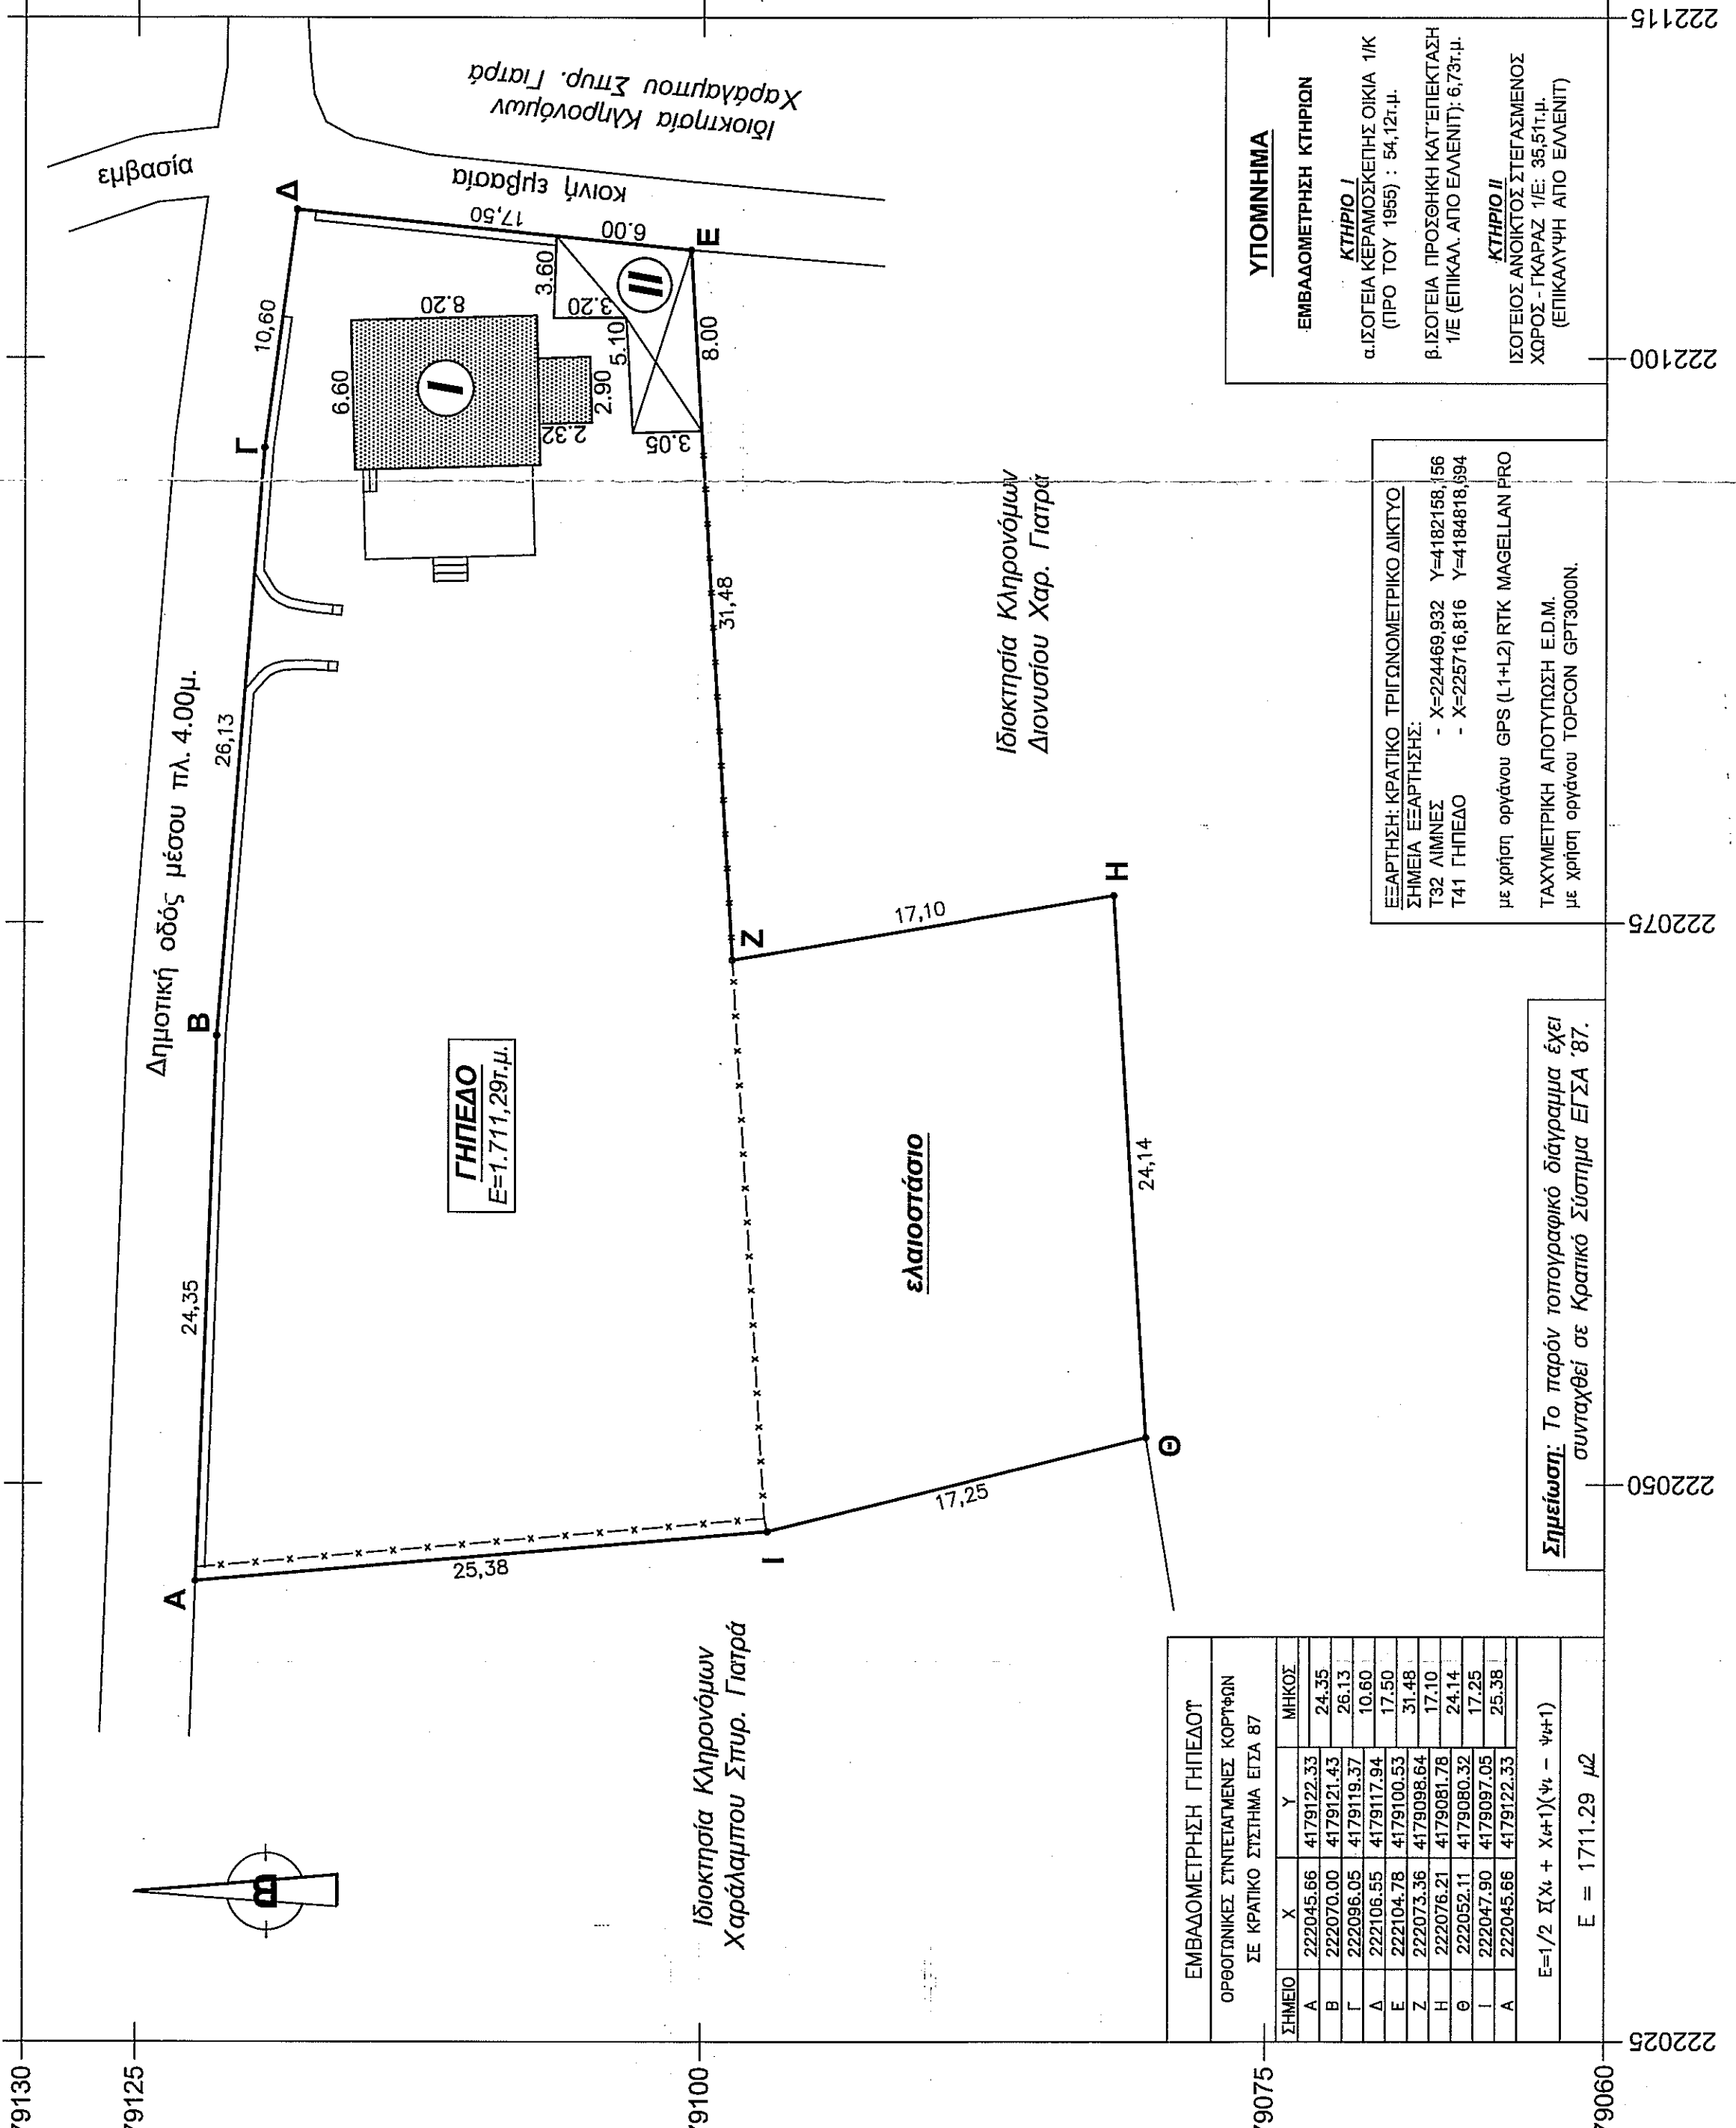 εμβασία
Δημοτική οδός μέσου πλ. 4.00μ.
Ιδιοκτησία Κληρονόμων
Χαράλαμπου Σπυρ. Γιατρά
κοινή εμβασία
Α
Β
Γ
Δ
Ε
Ζ
Η
Θ
Ι
24,35
26,13
10,60
17,50
6.00
31,48
17,10
24,14
17,25
25,38
Ι
6.60
8.20
2.32
2.90
ΙΙ
3.60
3.20
5.10
3.05
8.00
ΓΗΠΕΔΟ
Ε=1.711,29τ.μ.
ελαιοστάσιο
Ιδιοκτησία Κληρονόμων
Διονυσίου Χαρ. Γιατρά
Ιδιοκτησία Κληρονόμων
Χαράλαμπου Σπυρ. Γιατρά
Β
ΕΜΒΑΔΟΜΕΤΡΗΣΗ ΓΗΠΕΔΟΥ
ΟΡΘΟΓΩΝΙΚΕΣ ΣΥΝΤΕΤΑΓΜΕΝΕΣ ΚΟΡΥΦΩΝ
ΣΕ ΚΡΑΤΙΚΟ ΣΥΣΤΗΜΑ ΕΓΣΑ 87
ΣΗΜΕΙΟ Χ Υ ΜΗΚΟΣ
Α 222045.66 4179122.33
24.35
Β 222070.00 4179121.43
26.13
Γ 222096.05 4179119.37
10.60
Δ 222106.55 4179117.94
17.50
Ε 222104.78 4179100.53
31.48
Ζ 222073.36 4179098.64
17.10
Η 222076.21 4179081.78
24.14
Θ 222052.11 4179080.32
17.25
Ι 222047.90 4179097.05
25.38
Α 222045.66 4179122.33
Ε=1/2 Σ(Χι + Χι+1)(ψι - ψι+1)
Ε = 1711.29 μ2
Σημείωση: Το παρόν τοπογραφικό διάγραμμα έχει
συνταχθεί σε Κρατικό Σύστημα ΕΓΣΑ ΄87.
ΕΞΑΡΤΗΣΗ: ΚΡΑΤΙΚΟ ΤΡΙΓΩΝΟΜΕΤΡΙΚΟ ΔΙΚΤΥΟ
ΣΗΜΕΙΑ ΕΞΑΡΤΗΣΗΣ:
Τ32 ΛΙΜΝΕΣ - Χ=224469,932 Υ=4182158,156
Τ41 ΓΗΠΕΔΟ - Χ=225716,816 Υ=4184818,694
με χρήση οργάνου GPS (L1+L2) RTK MAGELLAN PRO
ΤΑΧΥΜΕΤΡΙΚΗ ΑΠΟΤΥΠΩΣΗ E.D.M.
με χρήση οργάνου TOPCON GPT3000N.
ΥΠΟΜΝΗΜΑ
ΕΜΒΑΔΟΜΕΤΡΗΣΗ ΚΤΗΡΙΩΝ
ΚΤΗΡΙΟ Ι
α.ΙΣΟΓΕΙΑ ΚΕΡΑΜΟΣΚΕΠΗΣ ΟΙΚΙΑ 1/Κ
(ΠΡΟ ΤΟΥ 1955) : 54,12τ.μ.
β.ΙΣΟΓΕΙΑ ΠΡΟΣΘΗΚΗ ΚΑΤ΄ΕΠΕΚΤΑΣΗ
1/Ε (ΕΠΙΚΑΛ. ΑΠΟ ΕΛΛΕΝΙΤ): 6,73τ.μ.
ΚΤΗΡΙΟ ΙΙ
ΙΣΟΓΕΙΟΣ ΑΝΟΙΚΤΟΣ ΣΤΕΓΑΣΜΕΝΟΣ
ΧΩΡΟΣ - ΓΚΑΡΑΖ 1/Ε: 35,51τ.μ.
(ΕΠΙΚΑΛΥΨΗ ΑΠΟ ΕΛΛΕΝΙΤ)
79130
79125
79100
79075
79060
222025
222050
222075
222100
222115